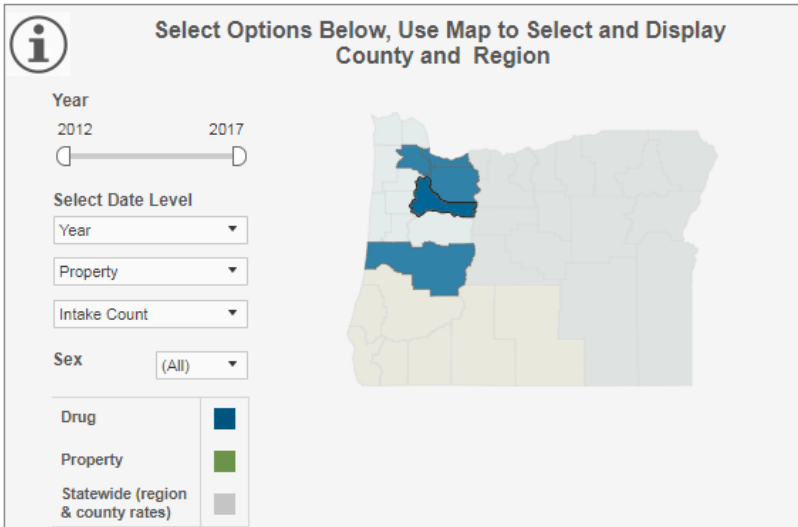 Select Options Below, Use Map to Select and Display
County and Region
Year
2012 2017
Select Date Level
Year
Property
Intake Count
Sex (All)
Drug
Property
Statewide (region
& county rates)